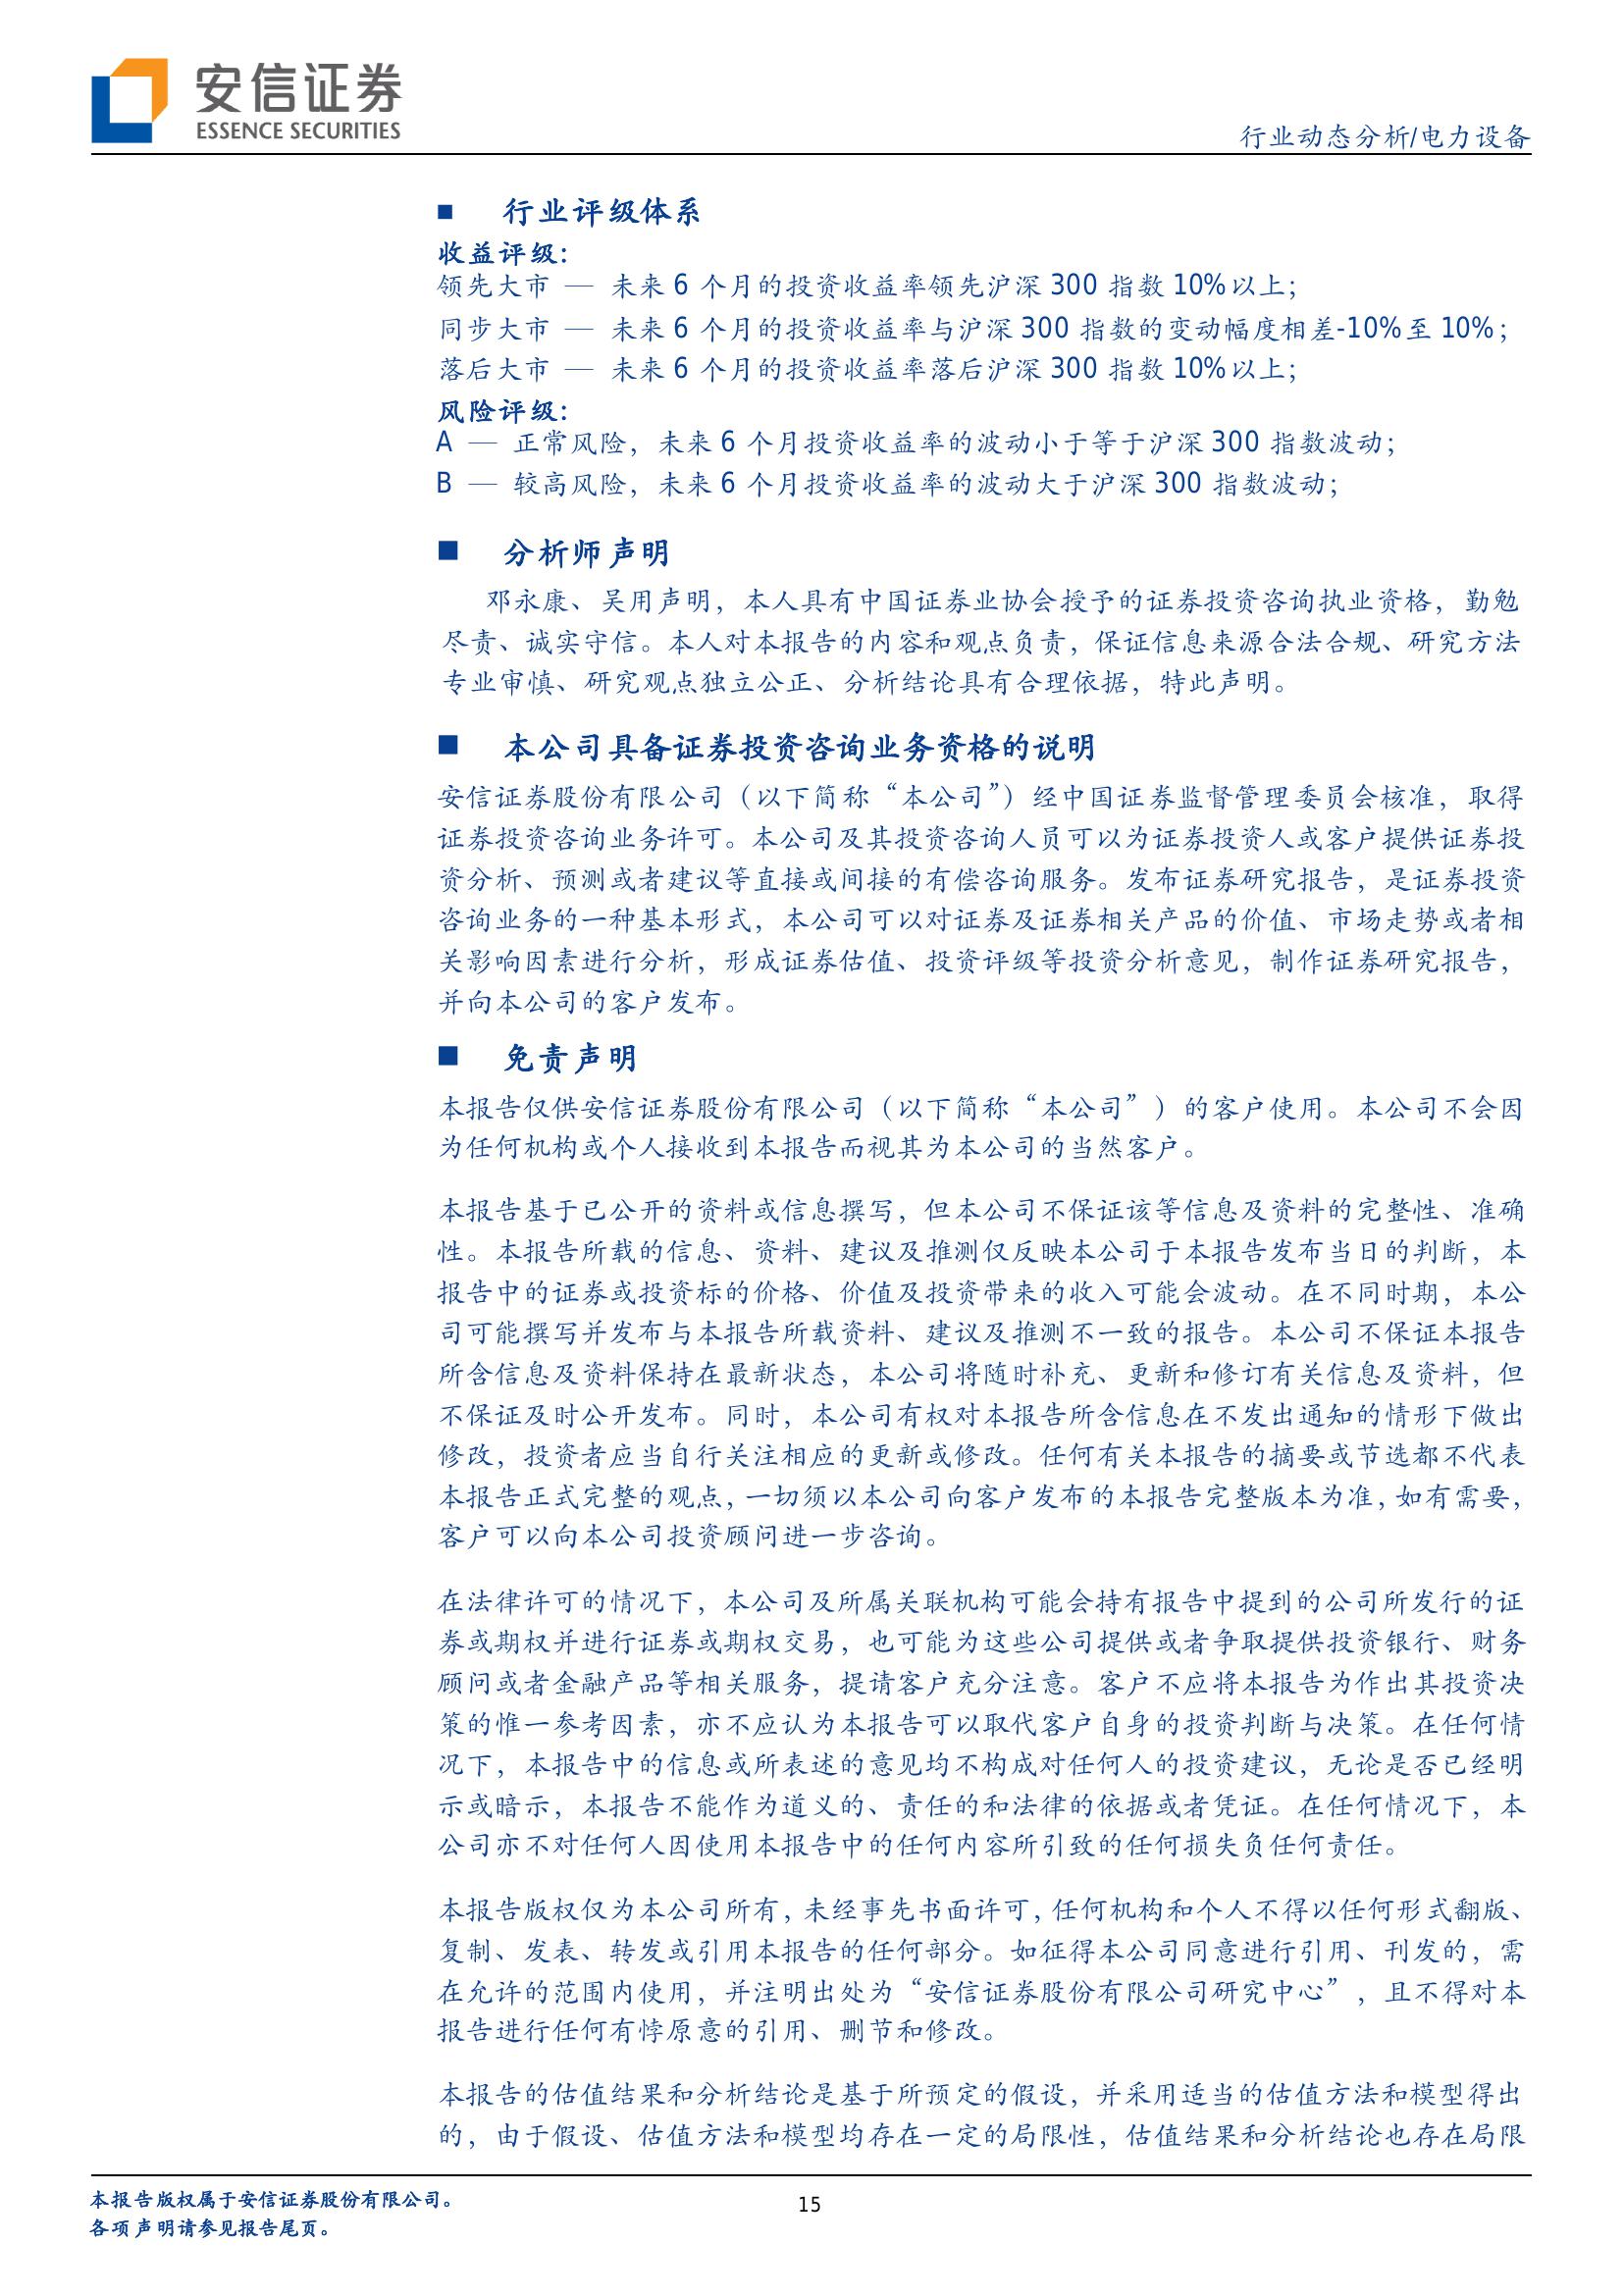 安信证券
ESSENCE SECURITIES
行业动态分析/电力设备
■ 行业评级体系
收益评级：
领先大市 — 未来 6 个月的投资收益率领先沪深 300 指数 10%以上；
同步大市 — 未来 6 个月的投资收益率与沪深 300 指数的变动幅度相差-10%至 10%；
落后大市 — 未来 6 个月的投资收益率落后沪深 300 指数 10%以上；
风险评级：
A — 正常风险，未来 6 个月投资收益率的波动小于等于沪深 300 指数波动；
B — 较高风险，未来 6 个月投资收益率的波动大于沪深 300 指数波动；
■ 分析师声明
邓永康、吴用声明，本人具有中国证券业协会授予的证券投资咨询执业资格，勤勉
尽责、诚实守信。本人对本报告的内容和观点负责，保证信息来源合法合规、研究方法
专业审慎、研究观点独立公正、分析结论具有合理依据，特此声明。
■ 本公司具备证券投资咨询业务资格的说明
安信证券股份有限公司（以下简称“本公司”）经中国证券监督管理委员会核准，取得
证券投资咨询业务许可。本公司及其投资咨询人员可以为证券投资人或客户提供证券投
资分析、预测或者建议等直接或间接的有偿咨询服务。发布证券研究报告，是证券投资
咨询业务的一种基本形式，本公司可以对证券及证券相关产品的价值、市场走势或者相
关影响因素进行分析，形成证券估值、投资评级等投资分析意见，制作证券研究报告，
并向本公司的客户发布。
■ 免责声明
本报告仅供安信证券股份有限公司（以下简称“本公司”）的客户使用。本公司不会因
为任何机构或个人接收到本报告而视其为本公司的当然客户。
本报告基于已公开的资料或信息撰写，但本公司不保证该等信息及资料的完整性、准确
性。本报告所载的信息、资料、建议及推测仅反映本公司于本报告发布当日的判断，本
报告中的证券或投资标的价格、价值及投资带来的收入可能会波动。在不同时期，本公
司可能撰写并发布与本报告所载资料、建议及推测不一致的报告。本公司不保证本报告
所含信息及资料保持在最新状态，本公司将随时补充、更新和修订有关信息及资料，但
不保证及时公开发布。同时，本公司有权对本报告所含信息在不发出通知的情形下做出
修改，投资者应当自行关注相应的更新或修改。任何有关本报告的摘要或节选都不代表
本报告正式完整的观点，一切须以本公司向客户发布的本报告完整版本为准，如有需要，
客户可以向本公司投资顾问进一步咨询。
在法律许可的情况下，本公司及所属关联机构可能会持有报告中提到的公司所发行的证
券或期权并进行证券或期权交易，也可能为这些公司提供或者争取提供投资银行、财务
顾问或者金融产品等相关服务，提请客户充分注意。客户不应将本报告为作出其投资决
策的惟一参考因素，亦不应认为本报告可以取代客户自身的投资判断与决策。在任何情
况下，本报告中的信息或所表述的意见均不构成对任何人的投资建议，无论是否已经明
示或暗示，本报告不能作为道义的、责任的和法律的依据或者凭证。在任何情况下，本
公司亦不对任何人因使用本报告中的任何内容所引致的任何损失负任何责任。
本报告版权仅为本公司所有，未经事先书面许可，任何机构和个人不得以任何形式翻版、
复制、发表、转发或引用本报告的任何部分。如征得本公司同意进行引用、刊发的，需
在允许的范围内使用，并注明出处为“安信证券股份有限公司研究中心”，且不得对本
报告进行任何有悖原意的引用、删节和修改。
本报告的估值结果和分析结论是基于所预定的假设，并采用适当的估值方法和模型得出
的，由于假设、估值方法和模型均存在一定的局限性，估值结果和分析结论也存在局限
本报告版权属于安信证券股份有限公司。
15
各项声明请参见报告尾页。